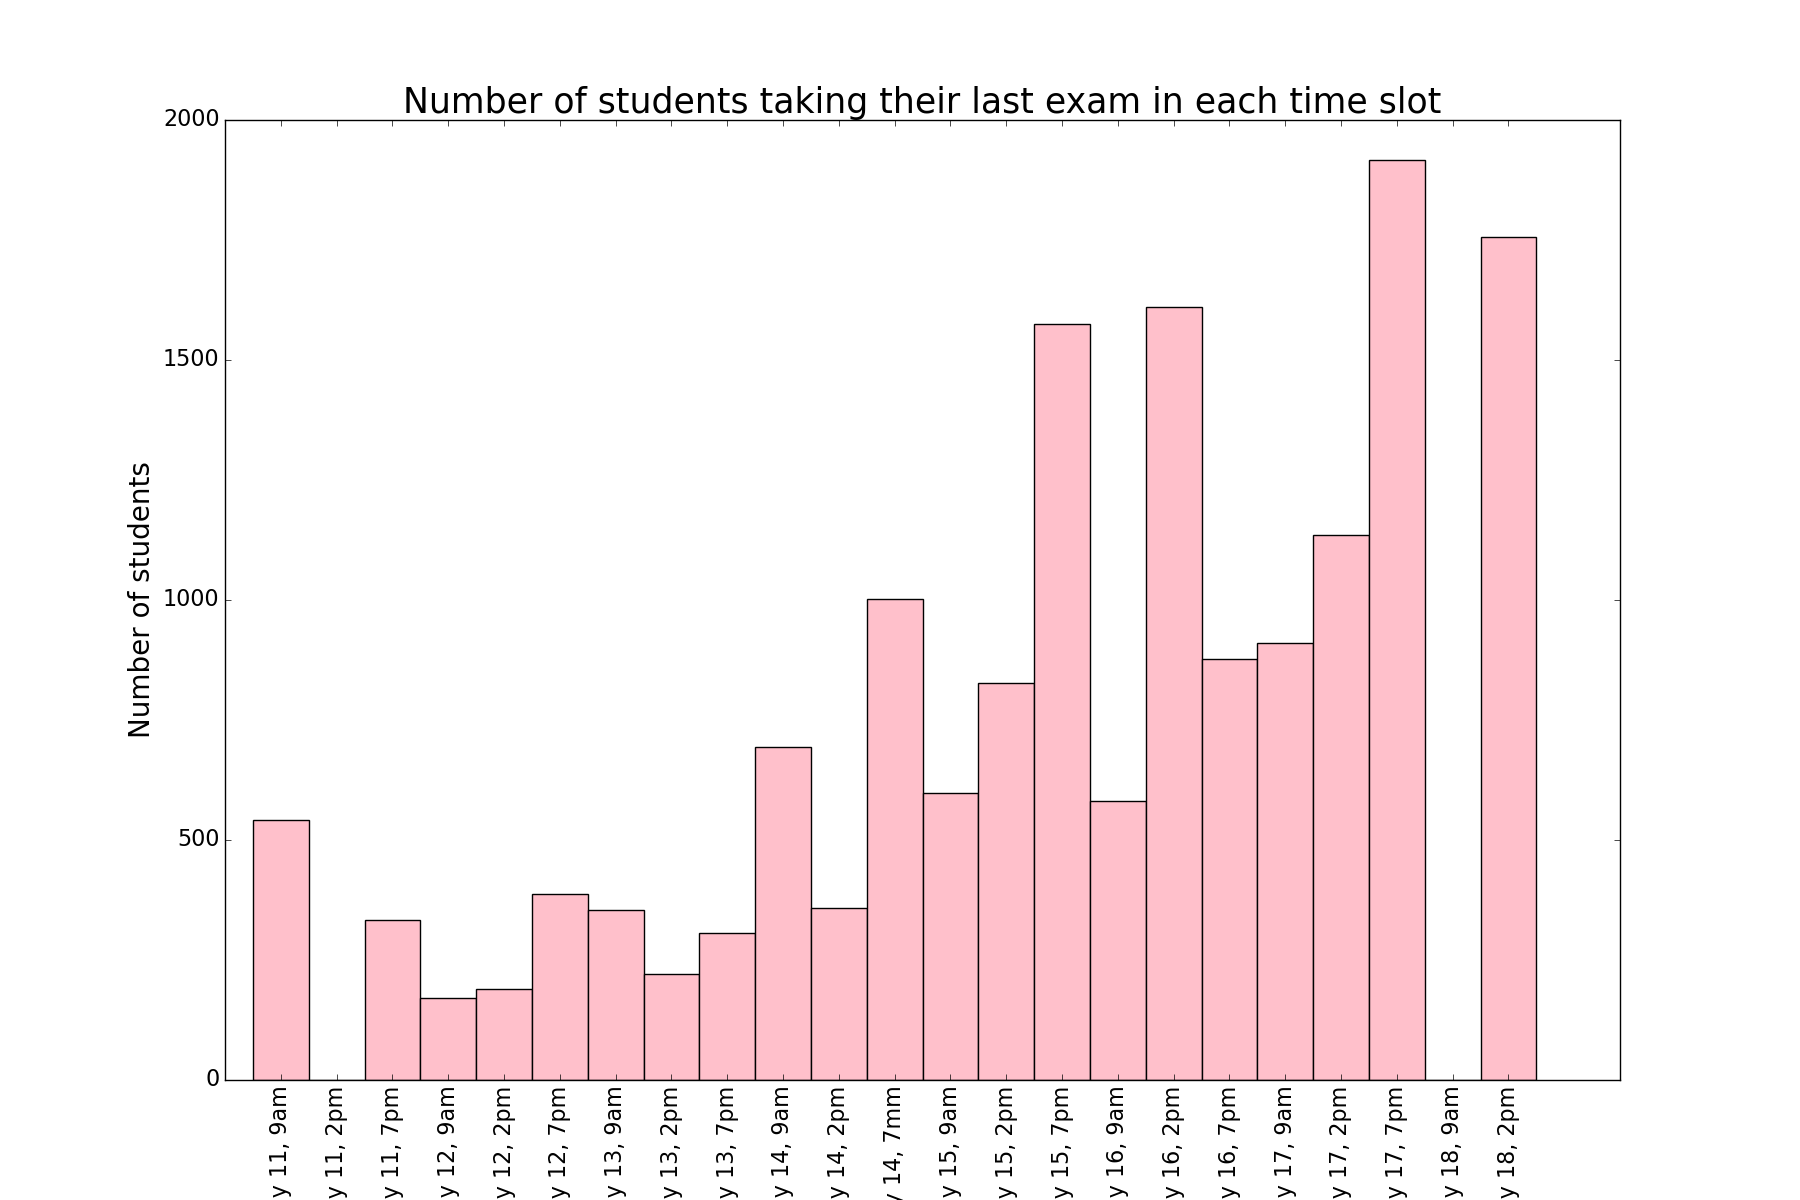 Number of students taking their last exam in each time slot
Number of students
2000
1500
1000
500
0
y 11, 9am
y 11, 2pm
y 11, 7pm
y 12, 9am
y 12, 2pm
y 12, 7pm
y 13, 9am
y 13, 2pm
y 13, 7pm
y 14, 9am
y 14, 2pm
y 14, 7mm
y 15, 9am
y 15, 2pm
y 15, 7pm
y 16, 9am
y 16, 2pm
y 16, 7pm
y 17, 9am
y 17, 2pm
y 17, 7pm
y 18, 9am
y 18, 2pm